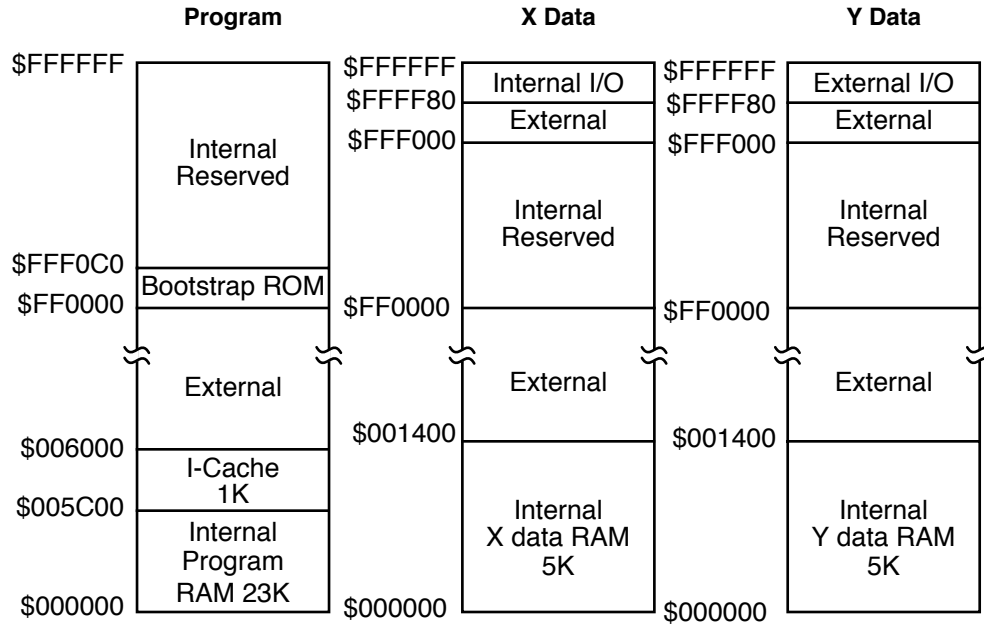 Program
$FFFFFF
Internal
Reserved
$FFF0C0
Bootstrap ROM
$FF0000
External
$006000
I-Cache
1K
$005C00
Internal
Program
RAM 23K
$000000
X Data
$FFFFFF
Internal I/O
$FFFF80
External
$FFF000
Internal
Reserved
$FF0000
External
$001400
Internal
X data RAM
5K
$000000
Y Data
$FFFFFF
External I/O
$FFFF80
External
$FFF000
Internal
Reserved
$FF0000
External
$001400
Internal
Y data RAM
5K
$000000